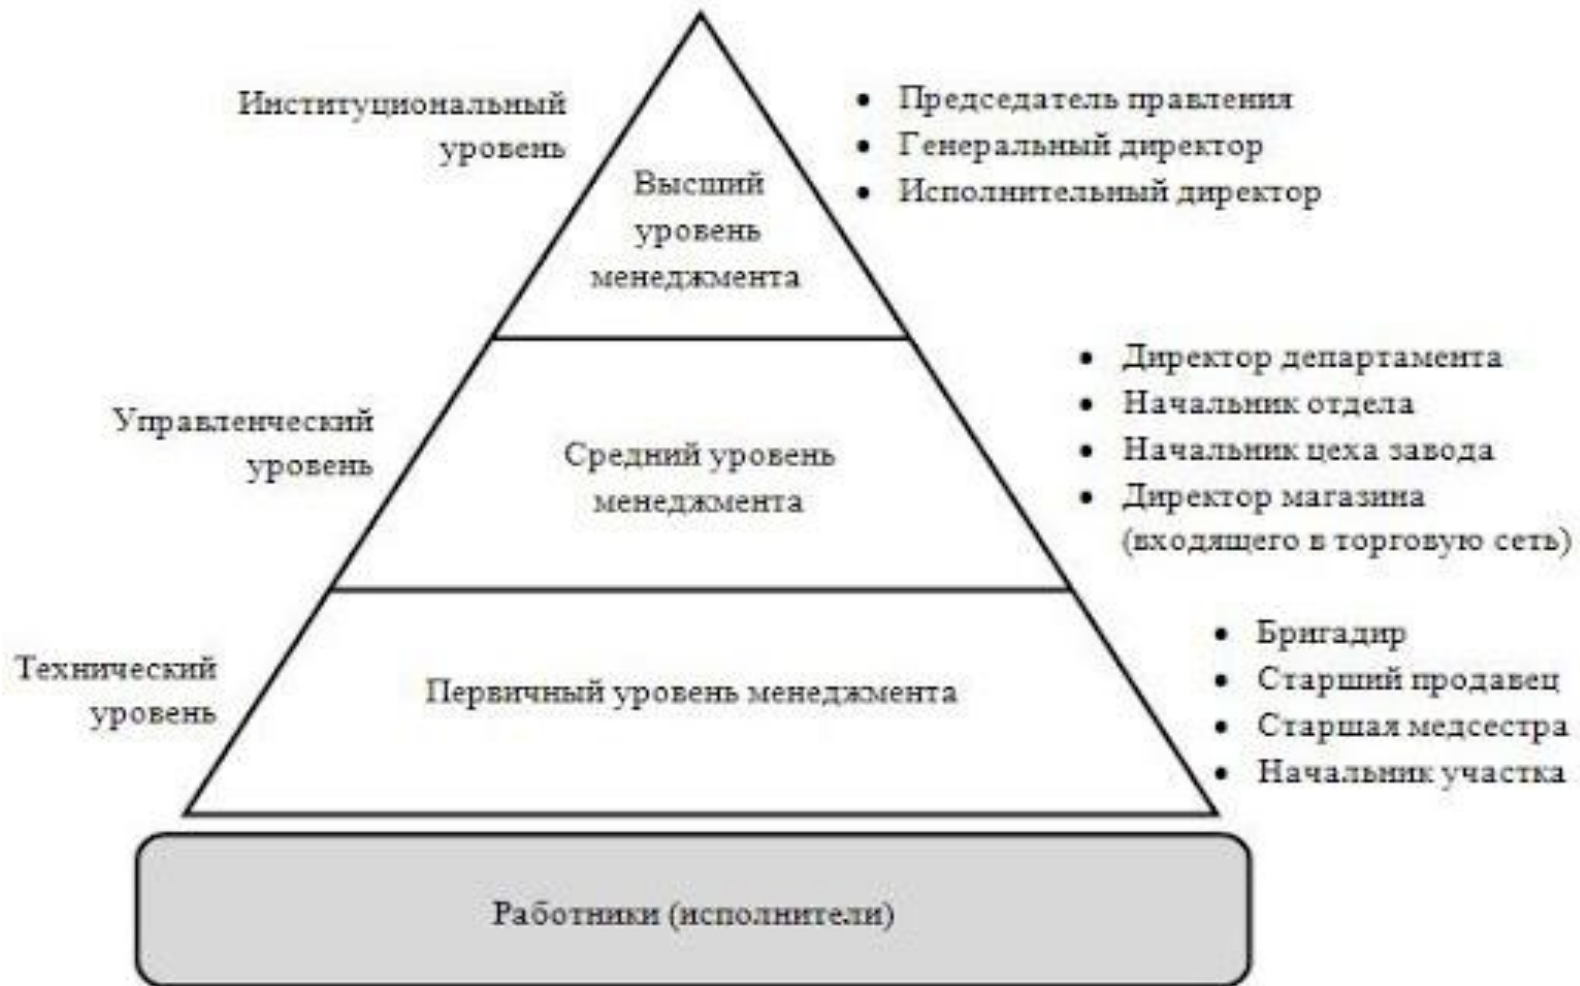 Институциональный
уровень
Высший
уровень
менеджмента
• Председатель правления
• Генеральный директор
• Исполнительный директор
Управленческий
уровень
Средний уровень
менеджмента
• Директор департамента
• Начальник отдела
• Начальник цеха завода
• Директор магазина
(входящего в торговую сеть)
Технический
уровень
Первичный уровень менеджмента
• Бригадир
• Старший продавец
• Старшая медсестра
• Начальник участка
Работники (исполнители)